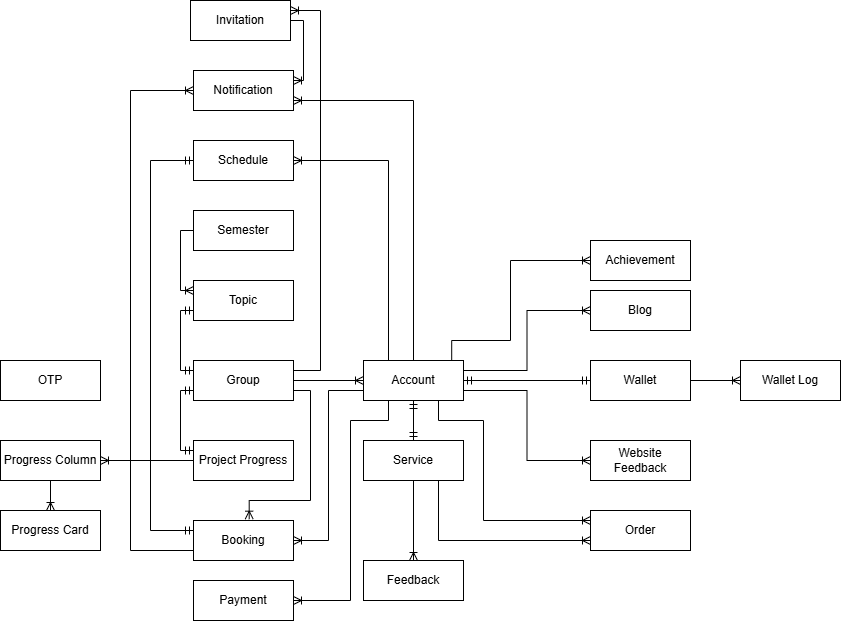 Invitation
Notification
Schedule
Semester
Achievement
Topic
Blog
OTP
Group
Account
Wallet
Wallet Log
Progress Column
Project Progress
Service
Website
Feedback
Progress Card
Booking
Order
Feedback
Payment